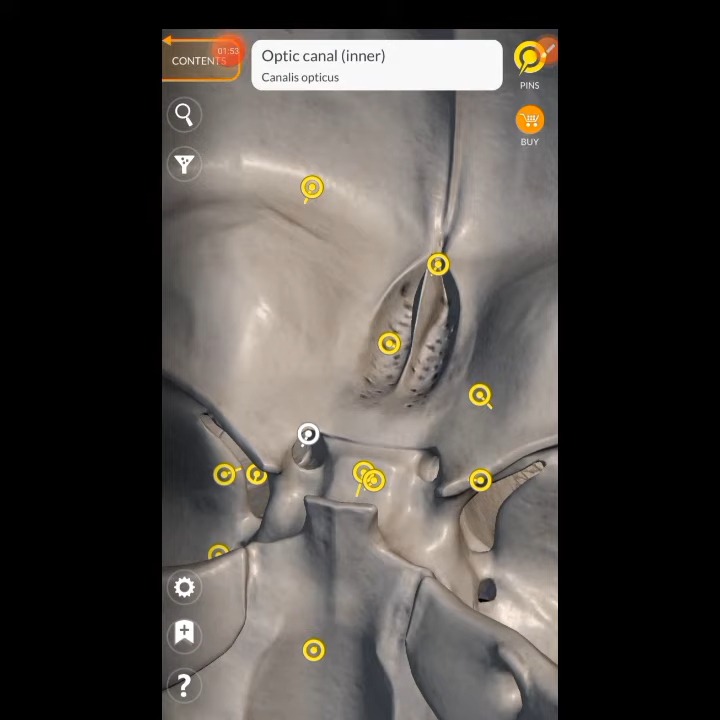 CONTENTS
01:53
Optic canal (inner)
Canalis opticus
PINS
BUY
?